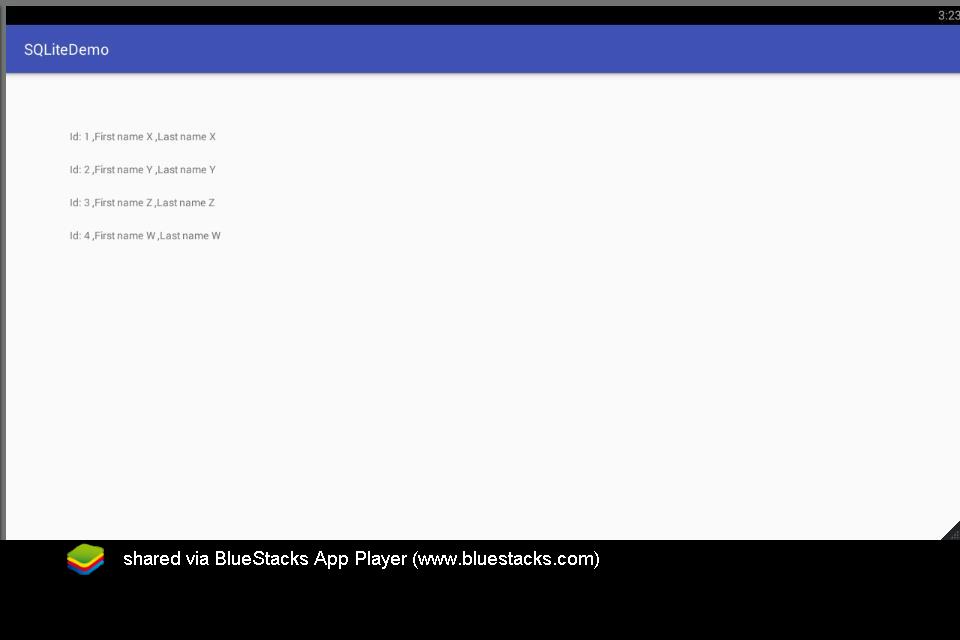 3:23
SQLiteDemo
Id: 1 ,First name X ,Last name X
Id: 2 ,First name Y ,Last name Y
Id: 3 ,First name Z ,Last name Z
Id: 4 ,First name W ,Last name W
shared via BlueStacks App Player (www.bluestacks.com)